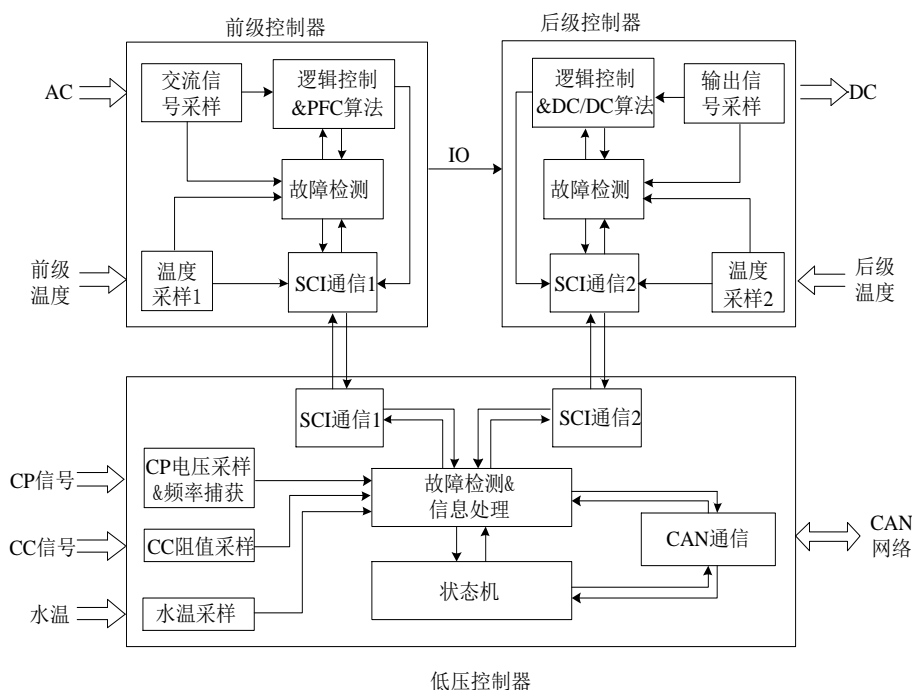 前级控制器
后级控制器
AC
交流信
号采样
逻辑控制
&PFC算法
故障检测
前级
温度
温度
采样1
SCI通信1
IO
逻辑控制
&DC/DC算法
输出信
号采样
DC
故障检测
SCI通信2
温度
采样2
后级
温度
SCI通信1
SCI通信2
CP信号
CP电压采样
&频率捕获
故障检测&
信息处理
CC信号
CC阻值采样
CAN通信
CAN
网络
水温
水温采样
状态机
低压控制器